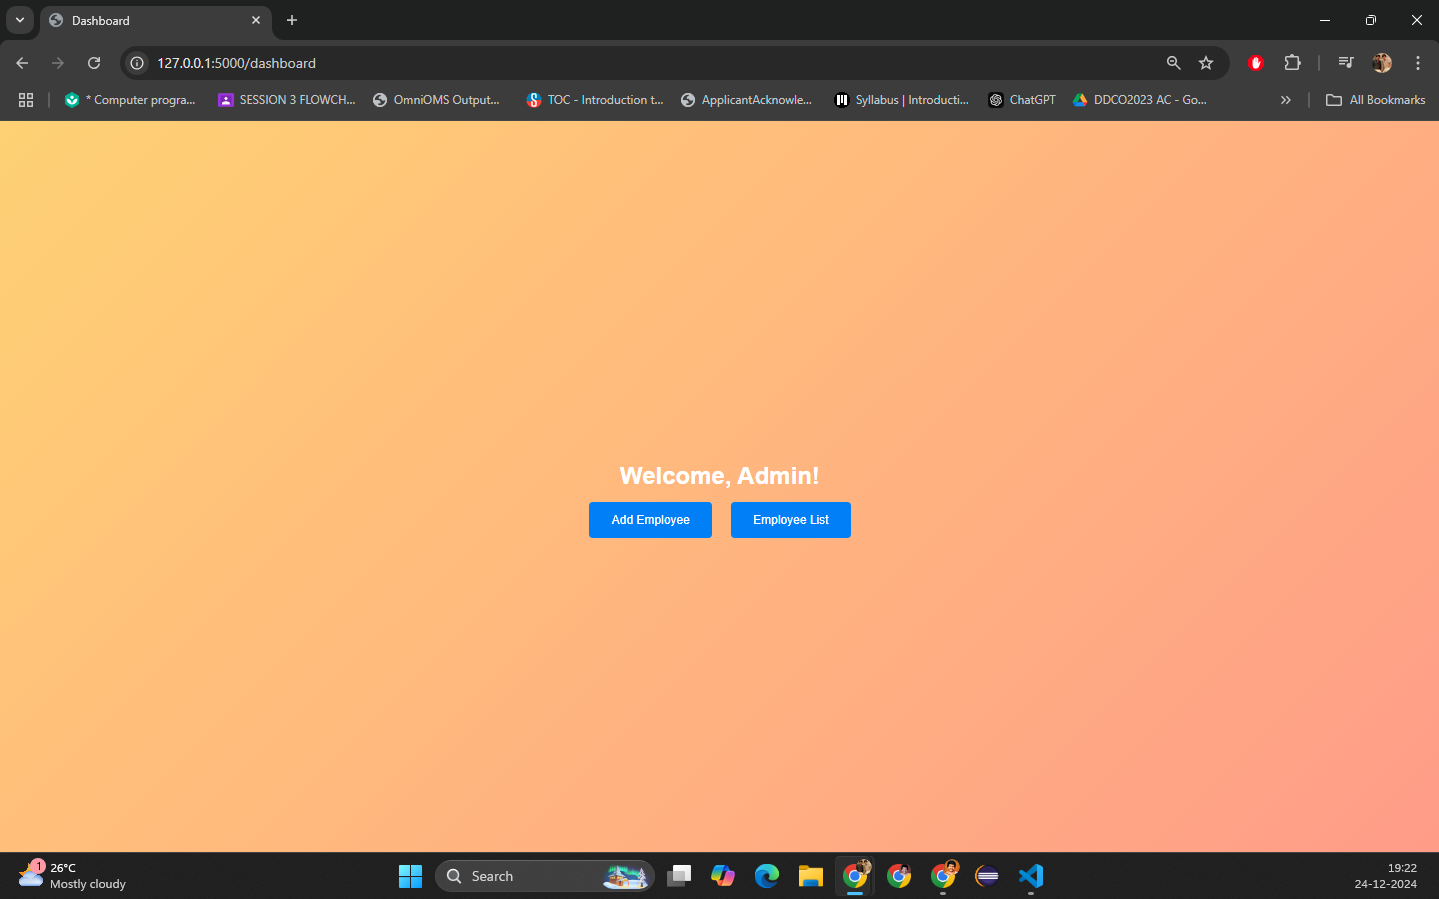 Dashboard
127.0.0.1:5000/dashboard
* Computer progra...
SESSION 3 FLOWCH...
OmniOMS Output...
TOC - Introduction t...
ApplicantAcknowle...
Syllabus | Introducti...
ChatGPT
DDCO2023 AC - Go...
All Bookmarks
Welcome, Admin!
Add Employee
Employee List
1
26°C
Mostly cloudy
Search
19:22
24-12-2024